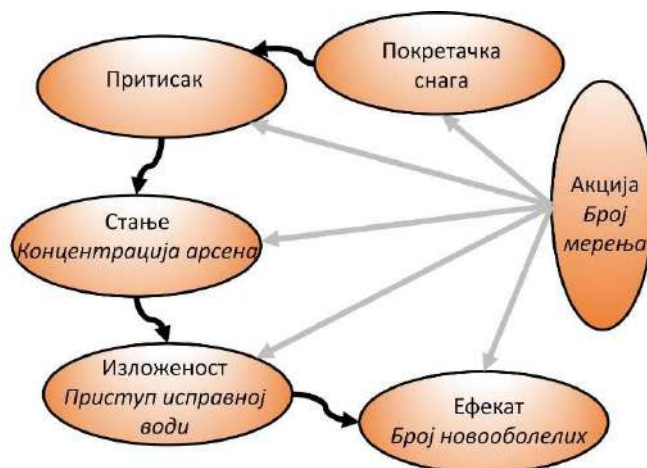 Покретачка
снага
Притисак
Акција
Број
мерења
Стање
Концентрација арсена
Изложеност
Приступ исправној
води
Ефекат
Број новооболелих